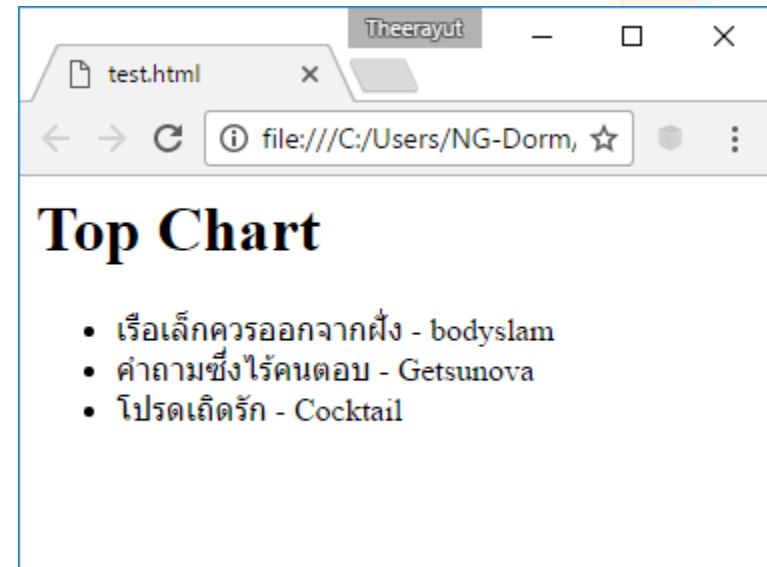 Theerayut
test.html
file:///C:/Users/NG-Dorm/
Top Chart
เรือเล็กควรออกจากฝั่ง - bodyslam
คำถามซึ่งไร้คนตอบ - Getsunova
โปรดเถิดรัก - Cocktail